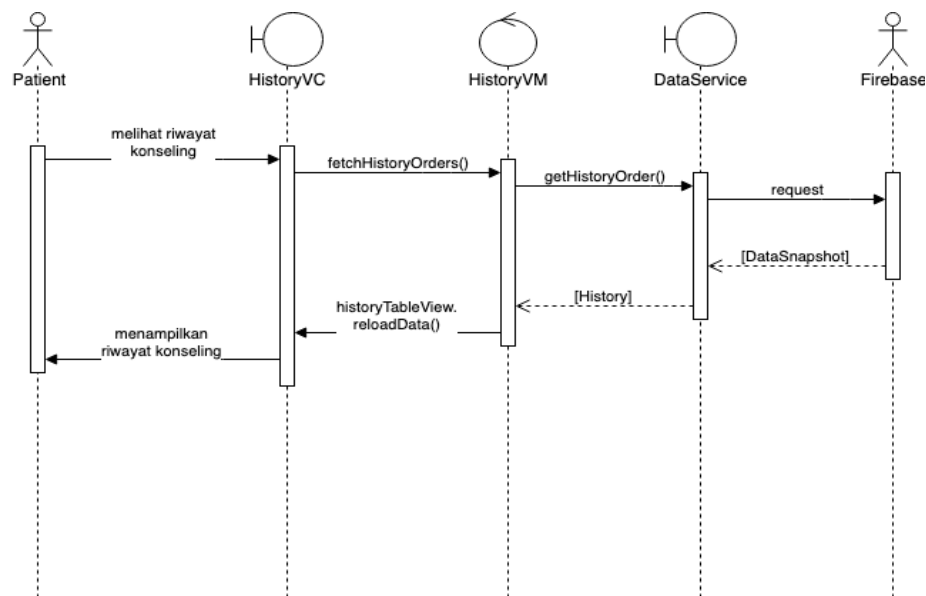 Patient
HistoryVC
HistoryVM
DataService
Firebase
melihat riwayat
konseling
fetchHistoryOrders()
getHistoryOrder()
request
[DataSnapshot]
[History]
historyTableView.
reloadData()
menampilkan
riwayat konseling